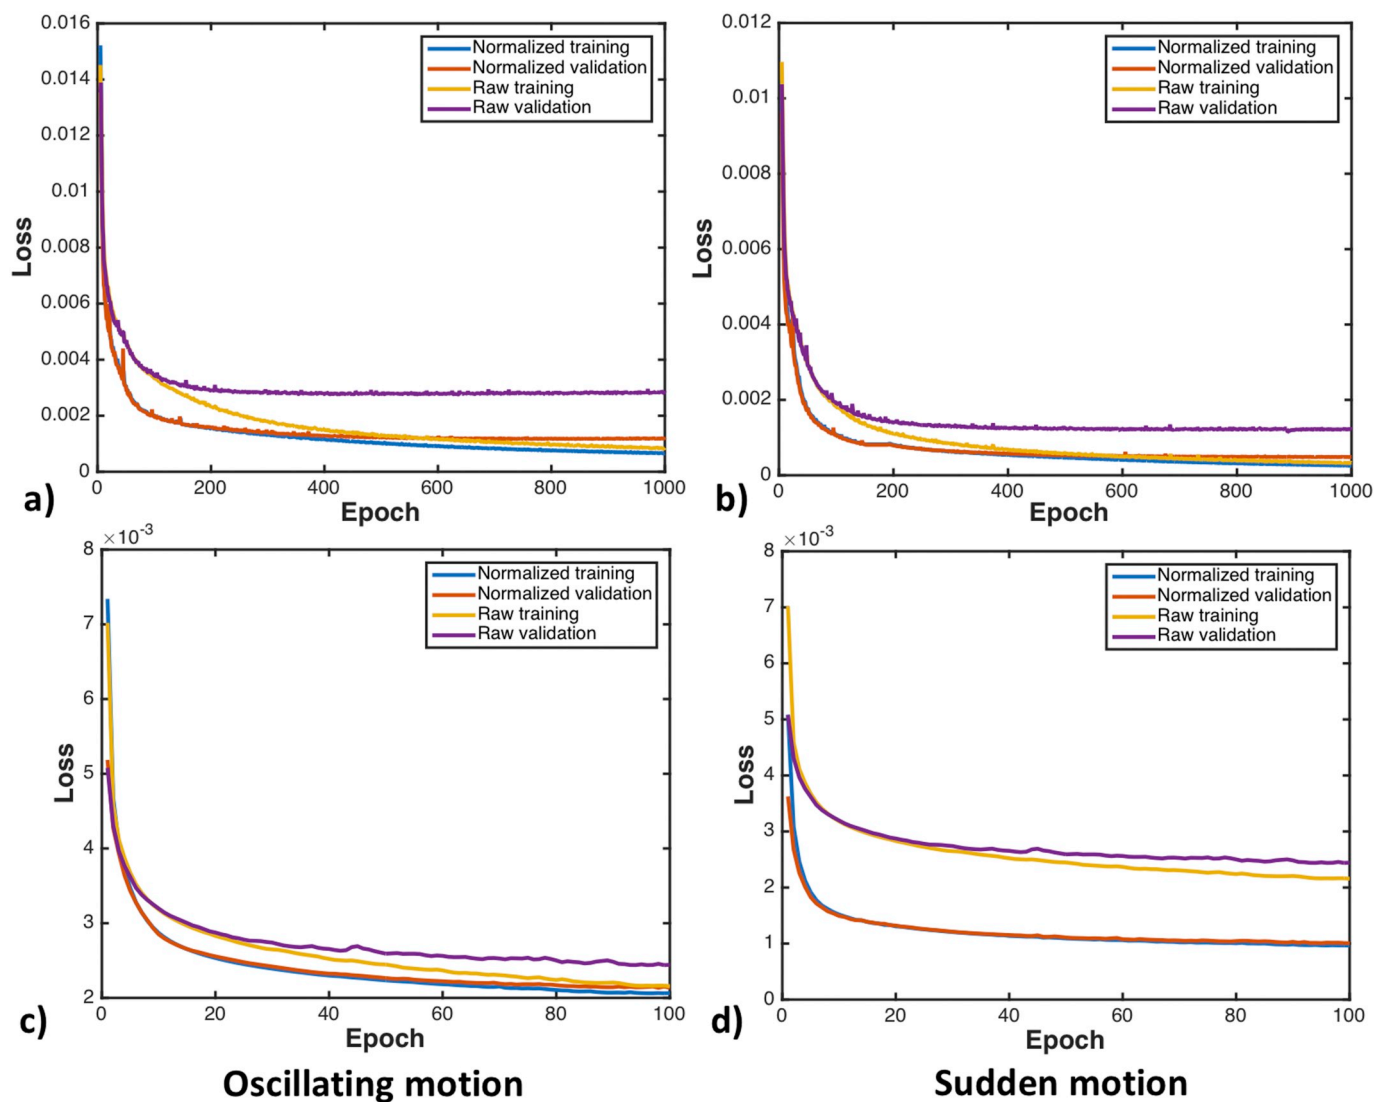 0.016
0.014
0.012
0.01
0.008
0.006
0.004
0.002
0
Loss
Normalized training
Normalized validation
Raw training
Raw validation
0 200 400 600 800 1000
a)
Epoch
0.012
0.01
0.008
0.006
0.004
0.002
0
Loss
Normalized training
Normalized validation
Raw training
Raw validation
0 200 400 600 800 1000
b)
Epoch
×10-3
8
7
6
5
4
3
2
Loss
Normalized training
Normalized validation
Raw training
Raw validation
0 20 40 60 80 100
c)
Epoch
Oscillating motion
×10-3
8
7
6
5
4
3
2
1
0
Loss
Normalized training
Normalized validation
Raw training
Raw validation
0 20 40 60 80 100
d)
Epoch
Sudden motion